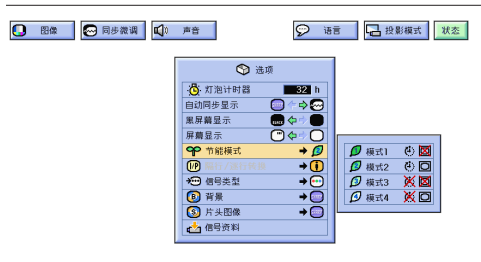 图像 同步微调 声音 语言 投影模式 状态
选项
灯泡计时器 32 h
自动同步显示
黑屏幕显示
屏幕显示
节能模式
I/P
信号类型
背景
片头图像
信号资料
模式1
模式2
模式3
模式4